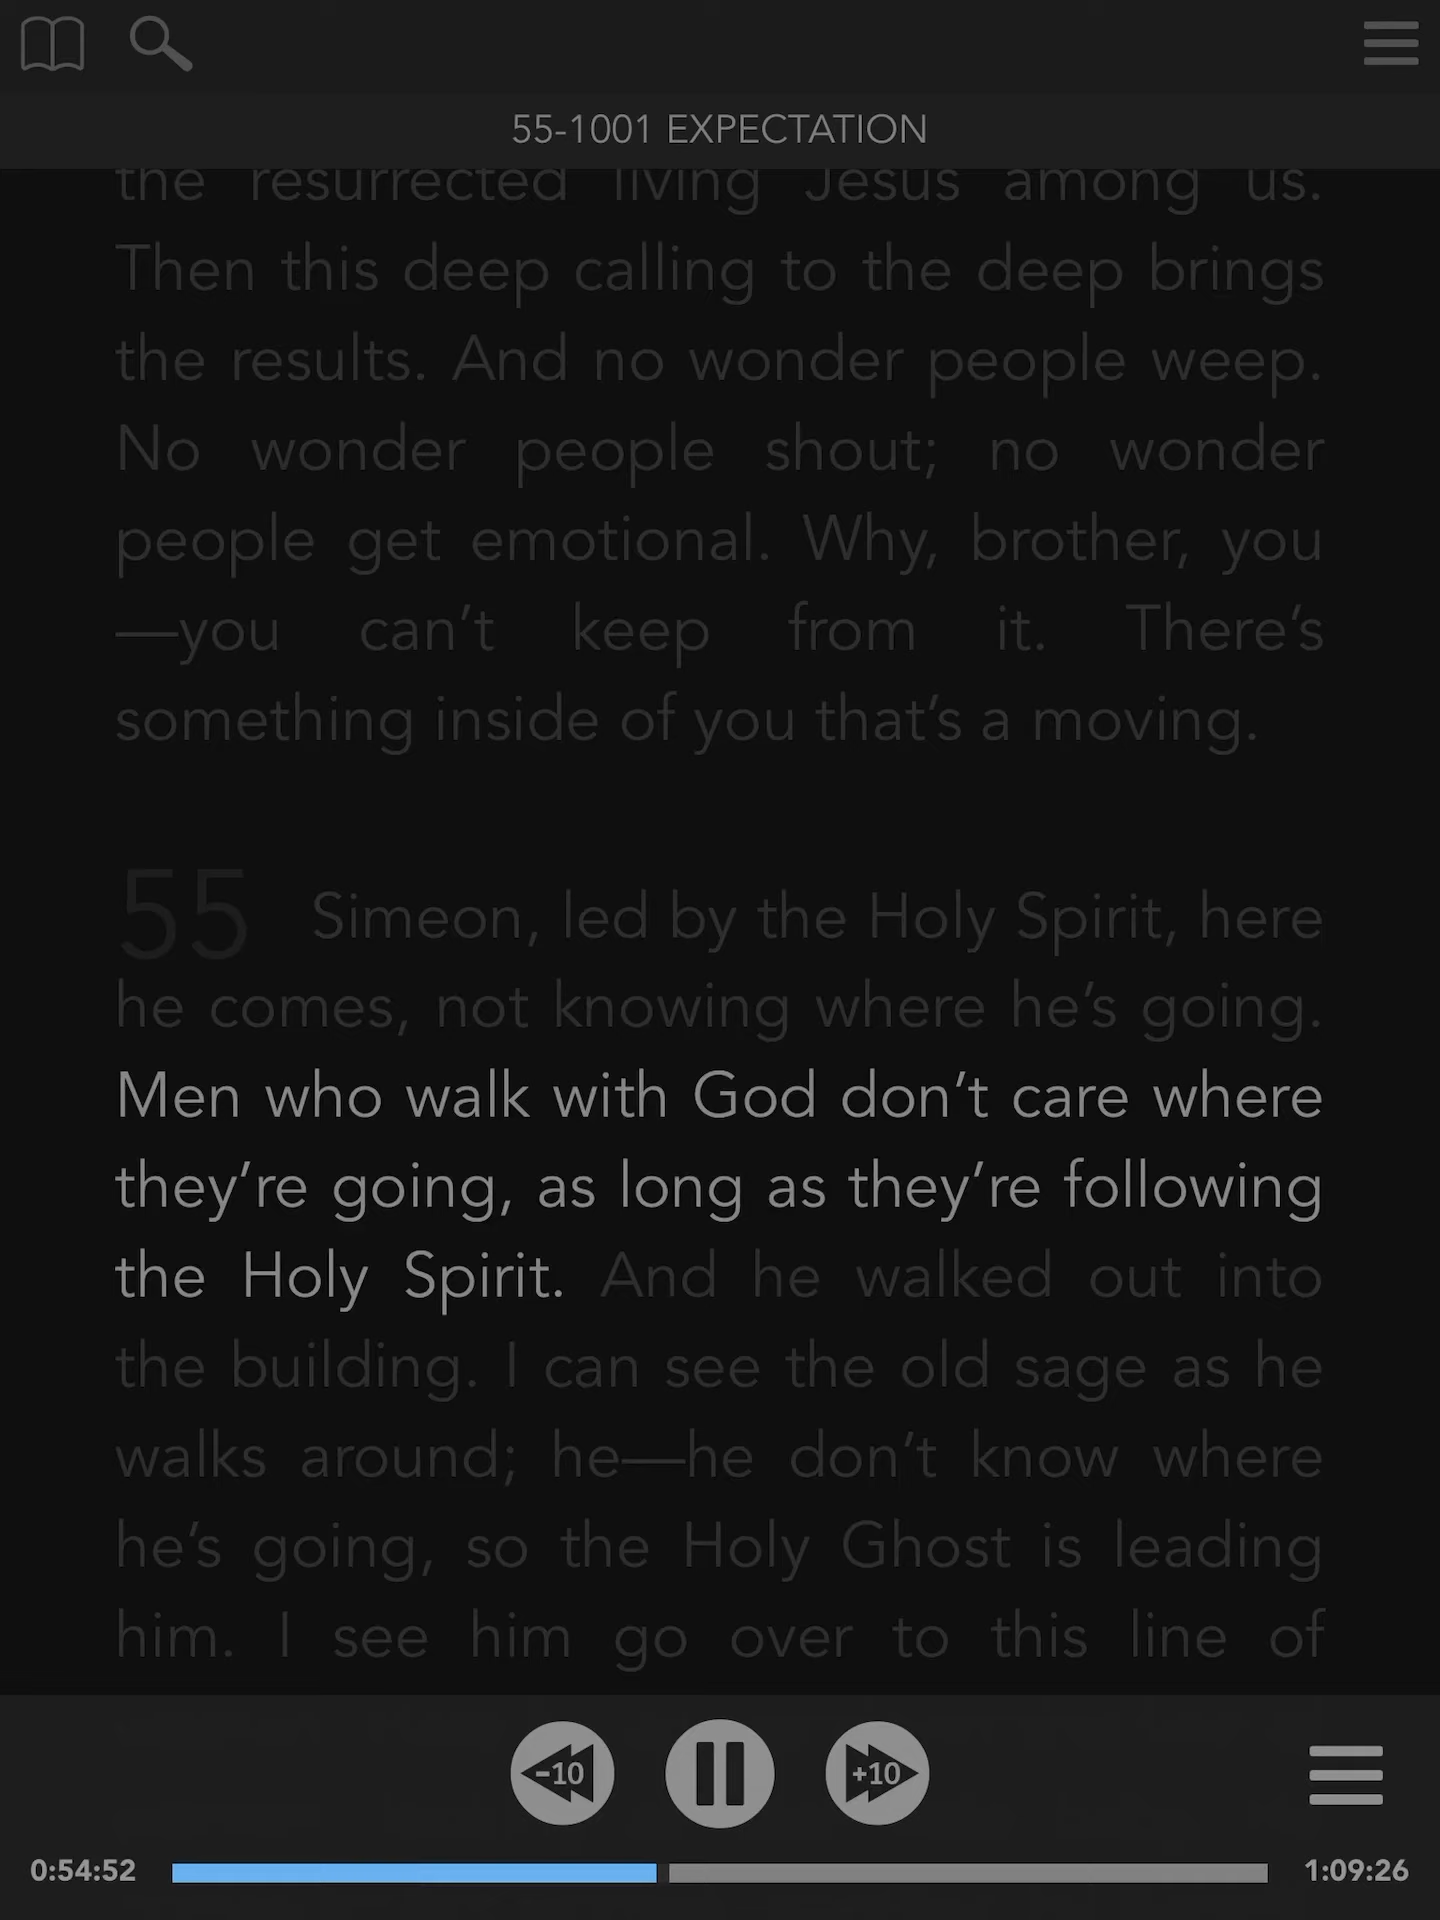 55-1001 EXPECTATION
the resurrected living Jesus among us.
Then this deep calling to the deep brings
the results. And no wonder people weep.
No wonder people shout; no wonder
people get emotional. Why, brother, you
—you can’t keep from it. There’s
something inside of you that’s a moving.
55 Simeon, led by the Holy Spirit, here
he comes, not knowing where he’s going.
Men who walk with God don’t care where
they’re going, as long as they’re following
the Holy Spirit. And he walked out into
the building. I can see the old sage as he
walks around; he—he don’t know where
he’s going, so the Holy Ghost is leading
him. I see him go over to this line of
-10 +10
0:54:52 1:09:26